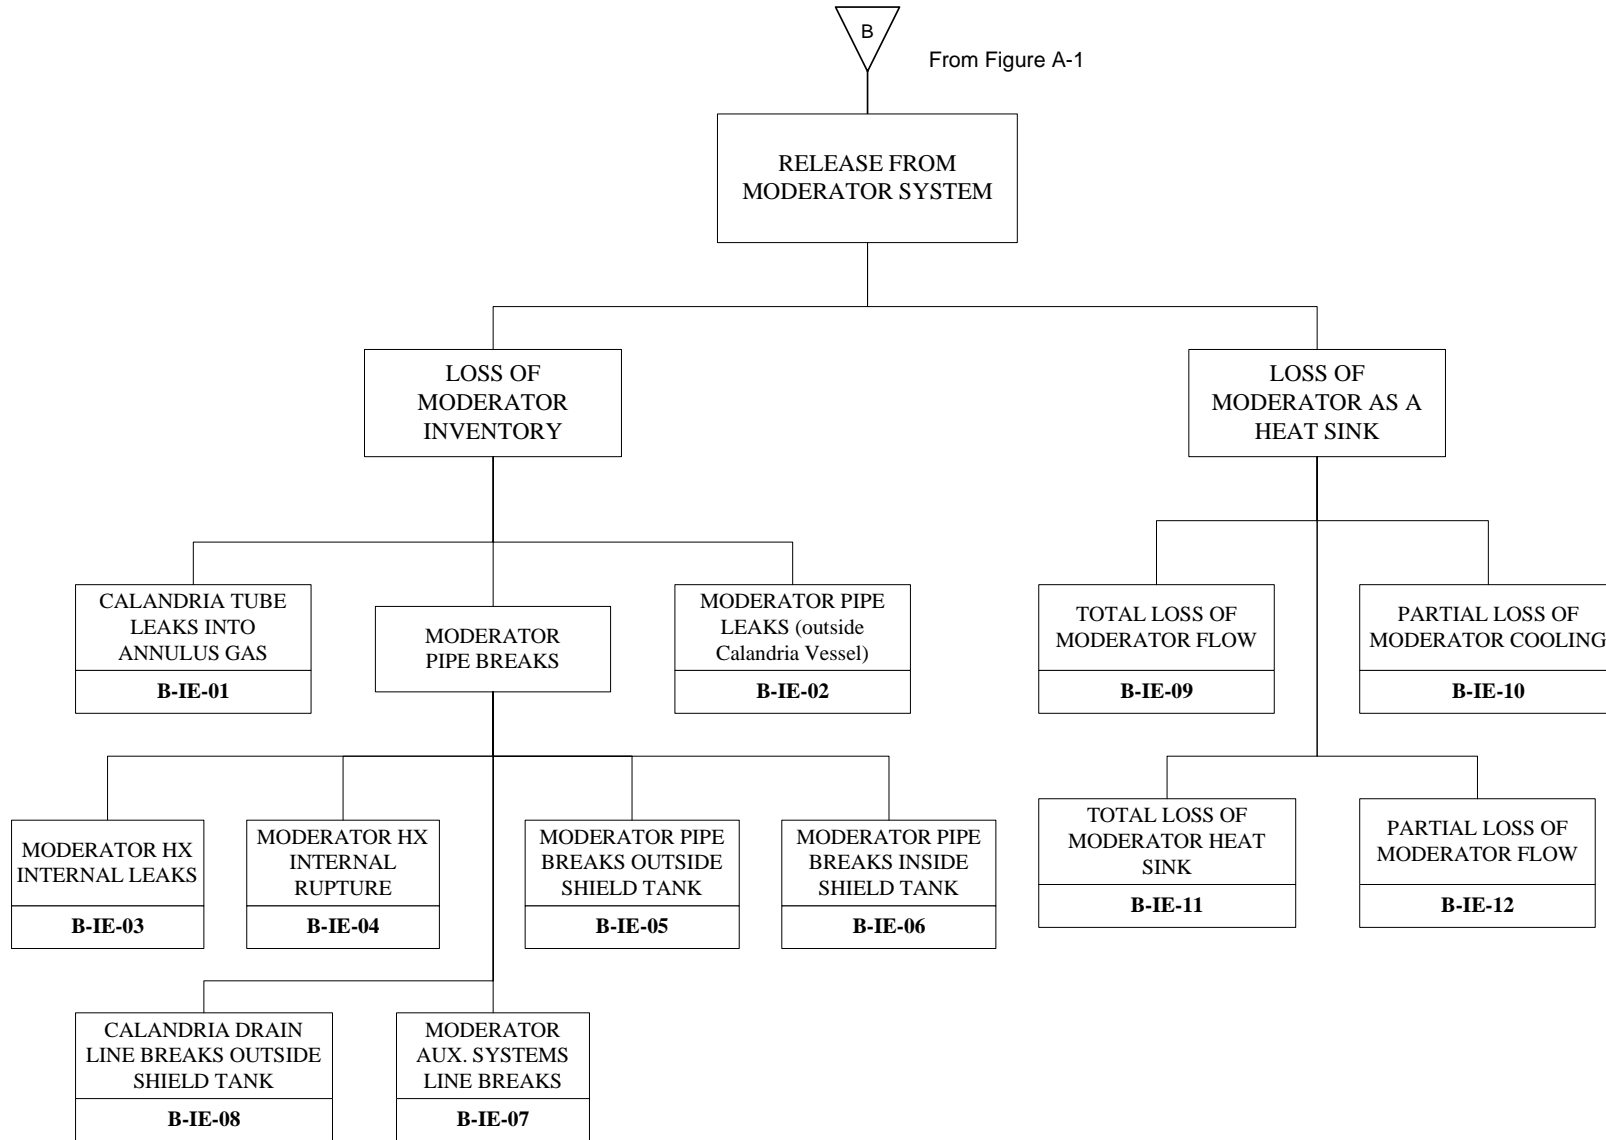 B
From Figure A-1
RELEASE FROM
MODERATOR SYSTEM
LOSS OF
MODERATOR
INVENTORY
LOSS OF
MODERATOR AS A
HEAT SINK
CALANDRIA TUBE
LEAKS INTO
ANNULUS GAS
B-IE-01
MODERATOR
PIPE BREAKS
MODERATOR PIPE
LEAKS (outside
Calandria Vessel)
B-IE-02
TOTAL LOSS OF
MODERATOR FLOW
B-IE-09
PARTIAL LOSS OF
MODERATOR COOLING
B-IE-10
MODERATOR HX
INTERNAL LEAKS
B-IE-03
MODERATOR HX
INTERNAL
RUPTURE
B-IE-04
MODERATOR PIPE
BREAKS OUTSIDE
SHIELD TANK
B-IE-05
MODERATOR PIPE
BREAKS INSIDE
SHIELD TANK
B-IE-06
TOTAL LOSS OF
MODERATOR HEAT
SINK
B-IE-11
PARTIAL LOSS OF
MODERATOR FLOW
B-IE-12
CALANDRIA DRAIN
LINE BREAKS OUTSIDE
SHIELD TANK
B-IE-08
MODERATOR
AUX. SYSTEMS
LINE BREAKS
B-IE-07